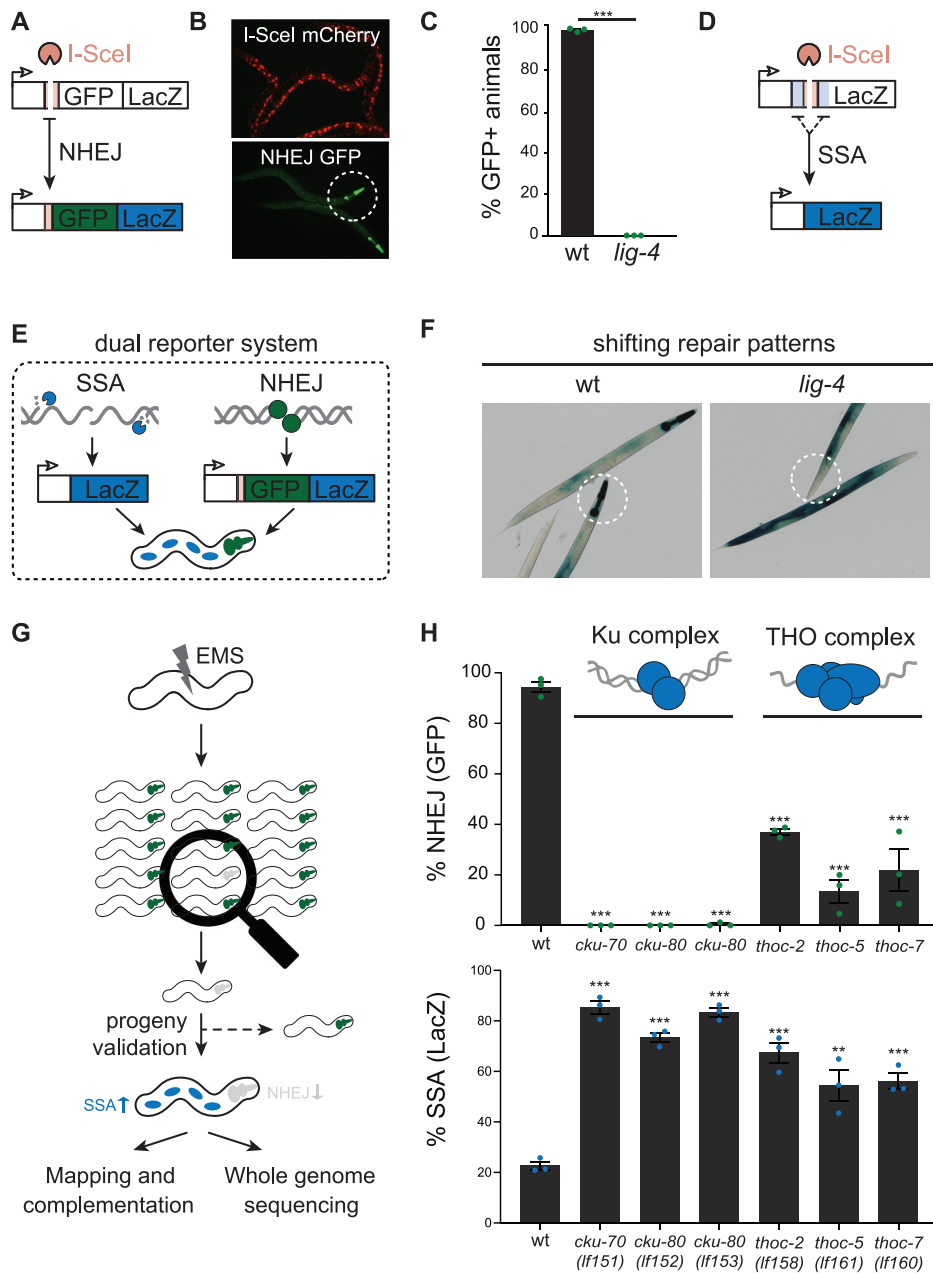 A
I-SceI
GFP
LacZ
NHEJ
GFP
LacZ
B
I-SceI mCherry
NHEJ GFP
C
% GFP+ animals
100
80
60
40
20
100
0
***
wt
lig-4
D
I-SceI
LacZ
SSA
LacZ
E
dual reporter system
SSA
NHEJ
LacZ
GFP
LacZ
F
shifting repair patterns
wt
lig-4
G
EMS
progeny
validation
SSA
NHEJ
Mapping and
complementation
Whole genome
sequencing
H
Ku complex
THO complex
% NHEJ (GFP)
100
80
60
40
20
0
***
***
***
***
***
***
wt
cku-70
cku-80
cku-80
thoc-2
thoc-5
thoc-7
% SSA (LacZ)
100
80
60
40
20
0
***
***
***
***
**
***
wt
cku-70
(lf151)
cku-80
(lf152)
cku-80
(lf153)
thoc-2
(lf158)
thoc-5
(lf161)
thoc-7
(lf160)